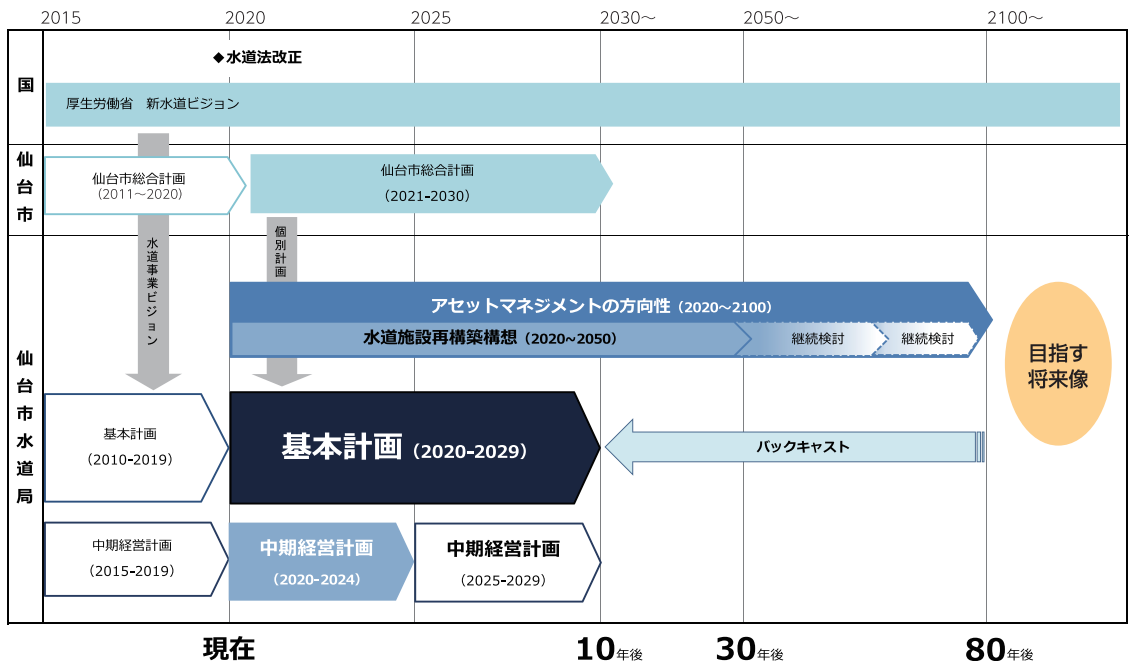 2015
2020
2025
2030～
2050～
2100～
国
◆水道法改正
厚生労働省　新水道ビジョン
仙台市
仙台市総合計画
（2011～2020）
仙台市総合計画
（2021-2030）
水道事業ビジョン
個別計画
仙台市水道局
アセットマネジメントの方向性（2020～2100）
水道施設再構築構想（2020~2050）
継続検討
継続検討
目指す
将来像
基本計画
（2010-2019）
基本計画（2020-2029）
バックキャスト
中期経営計画
（2015-2019）
中期経営計画
（2020-2024）
中期経営計画
（2025-2029）
現在
10年後
30年後
80年後